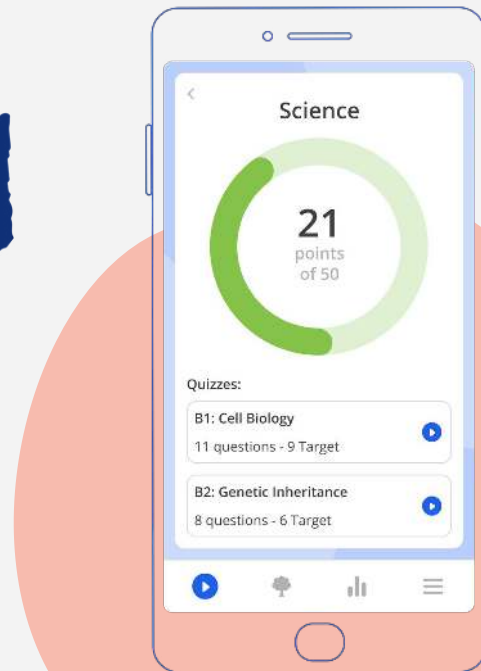 Science
21
points
of 50
Quizzes:
B1: Cell Biology
11 questions - 9 Target
B2: Genetic Inheritance
8 questions - 6 Target